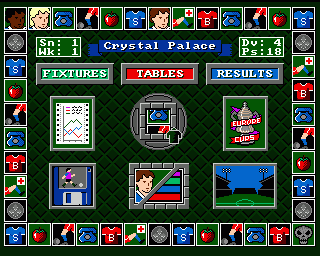 Sn: 1
Crystal Palace
Dv: 4
Wk: 1
Ps:18
FIXTURES
TABLES
RESULTS
EUROPE
CUPS